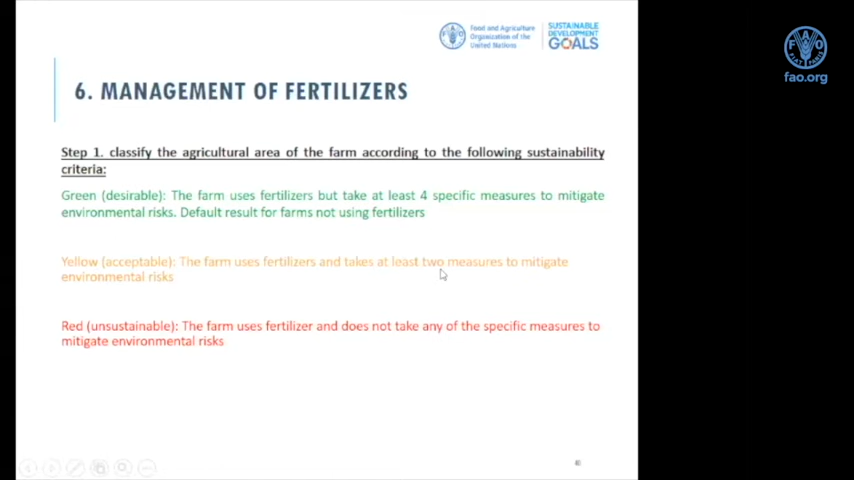 Food and Agriculture
Organization of the
United Nations
SUSTAINABLE
DEVELOPMENT
GOALS
FAO
FIAT PANIS
fao.org
6. MANAGEMENT OF FERTILIZERS
Step 1. classify the agricultural area of the farm according to the following sustainability
criteria:
Green (desirable): The farm uses fertilizers but take at least 4 specific measures to mitigate
environmental risks. Default result for farms not using fertilizers
Yellow (acceptable): The farm uses fertilizers and takes at least two measures to mitigate
environmental risks
Red (unsustainable): The farm uses fertilizer and does not take any of the specific measures to
mitigate environmental risks